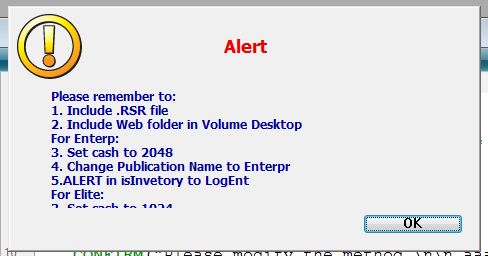 Alert
Please remember to:
1. Include .RSR file
2. Include Web folder in Volume Desktop
For Enterp:
3. Set cash to 2048
4. Change Publication Name to Enterpr
5.ALERT in isInvetory to LogEnt
For Elite:
3. Set cash to 1024
OK
10 CONFIRM("Please modify the method \n\n